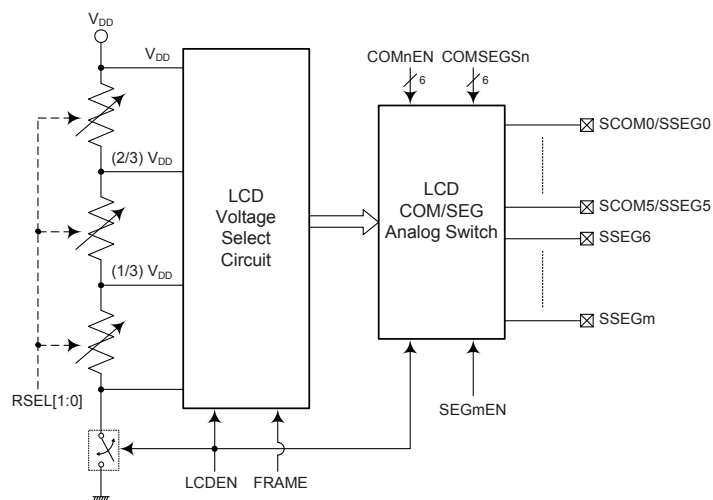 V_DD
V_DD
COMnEN
COMSEGSn
6
6
SCOM0/SSEG0
(2/3) V_DD
LCD
Voltage
Select
Circuit
LCD
COM/SEG
Analog Switch
SCOM5/SSEG5
SSEG6
(1/3) V_DD
SSEGm
RSEL[1:0]
SEGmEN
LCDEN
FRAME